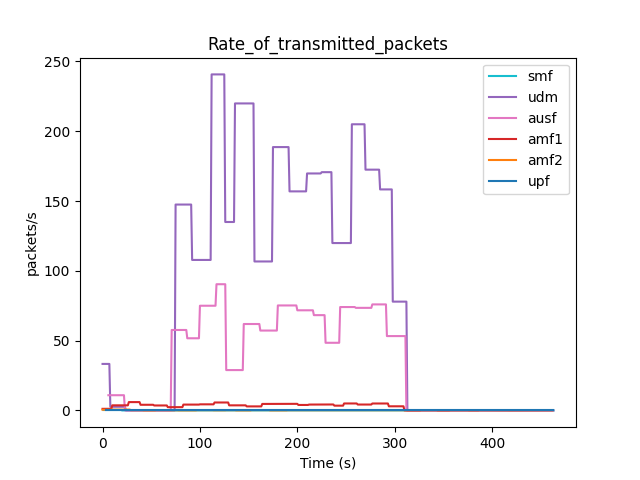 Rate_of_transmitted_packets
250
200
150
100
50
0
packets/s
0 100 200 300 400
Time (s)
smf
udm
ausf
amf1
amf2
upf